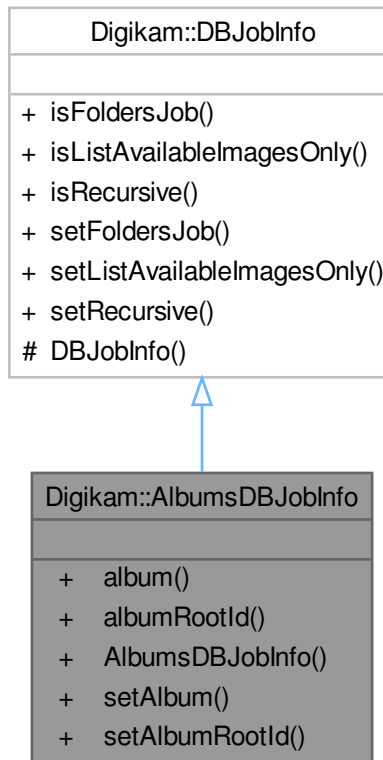 Digikam::DBJobInfo
+ isFoldersJob()
+ isListAvailableImagesOnly()
+ isRecursive()
+ setFoldersJob()
+ setListAvailableImagesOnly()
+ setRecursive()
# DBJobInfo()
Digikam::AlbumsDBJobInfo
+ album()
+ albumRootId()
+ AlbumsDBJobInfo()
+ setAlbum()
+ setAlbumRootId()